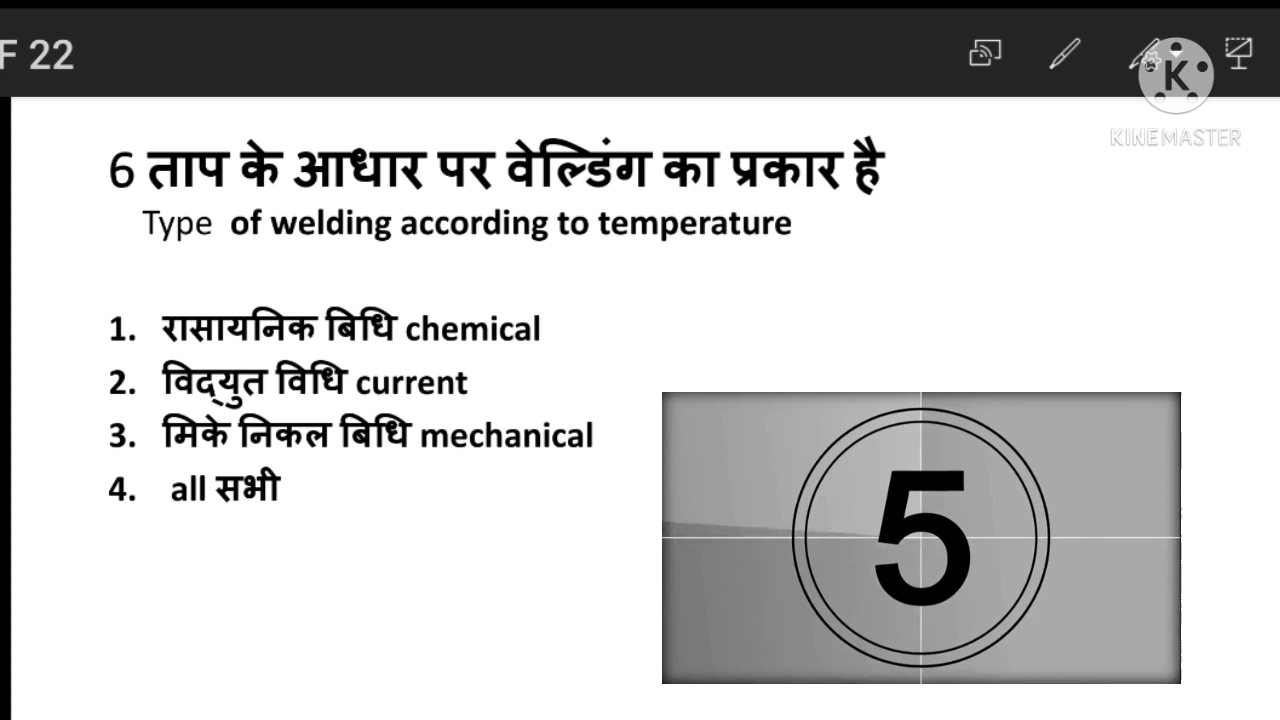 F 22
K
KINEMASTER
6 ताप के आधार पर वेल्डिंग का प्रकार है
Type of welding according to temperature
1. रासायनिक बिधि chemical
2. विद्युत विधि current
3. मिके निकल बिधि mechanical
4. all सभी
5